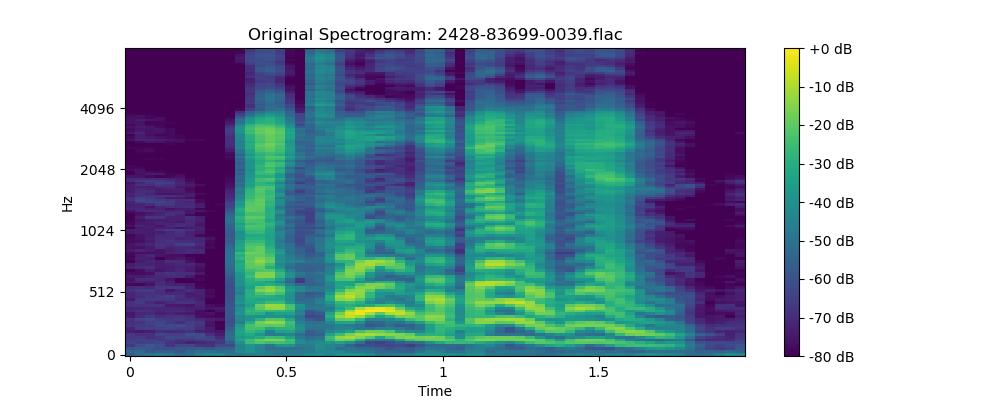 Original Spectrogram: 2428-83699-0039.flac
+0 dB
4096
-10 dB
-20 dB
2048
-30 dB
Hz
1024
-40 dB
-50 dB
512
-60 dB
-70 dB
0
-80 dB
0 0.5 1 1.5
Time